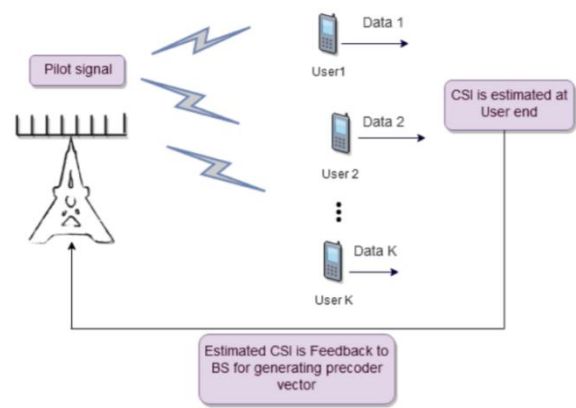 Pilot signal
Data 1
User1
CSI is estimated at
User end
Data 2
User 2
Data K
User K
Estimated CSI is Feedback to
BS for generating precoder
vector